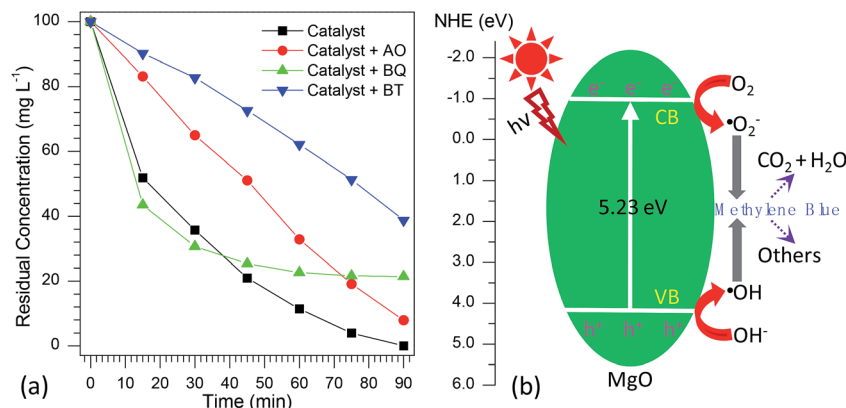 100
80
60
40
20
0
Residual Concentration (mg L⁻¹)
Catalyst
Catalyst + AO
Catalyst + BQ
Catalyst + BT
0 10 20 30 40 50 60 70 80 90
Time (min)
(a)
NHE (eV)
-2.0
-1.0
0.0
1.0
2.0
3.0
4.0
5.0
6.0
hν
e⁻ e⁻ e⁻
CB
5.23 eV
VB
h⁺ h⁺ h⁺
MgO
O₂
•O₂⁻
CO₂ + H₂O
Methylene Blue
Others
•OH
OH⁻
(b)